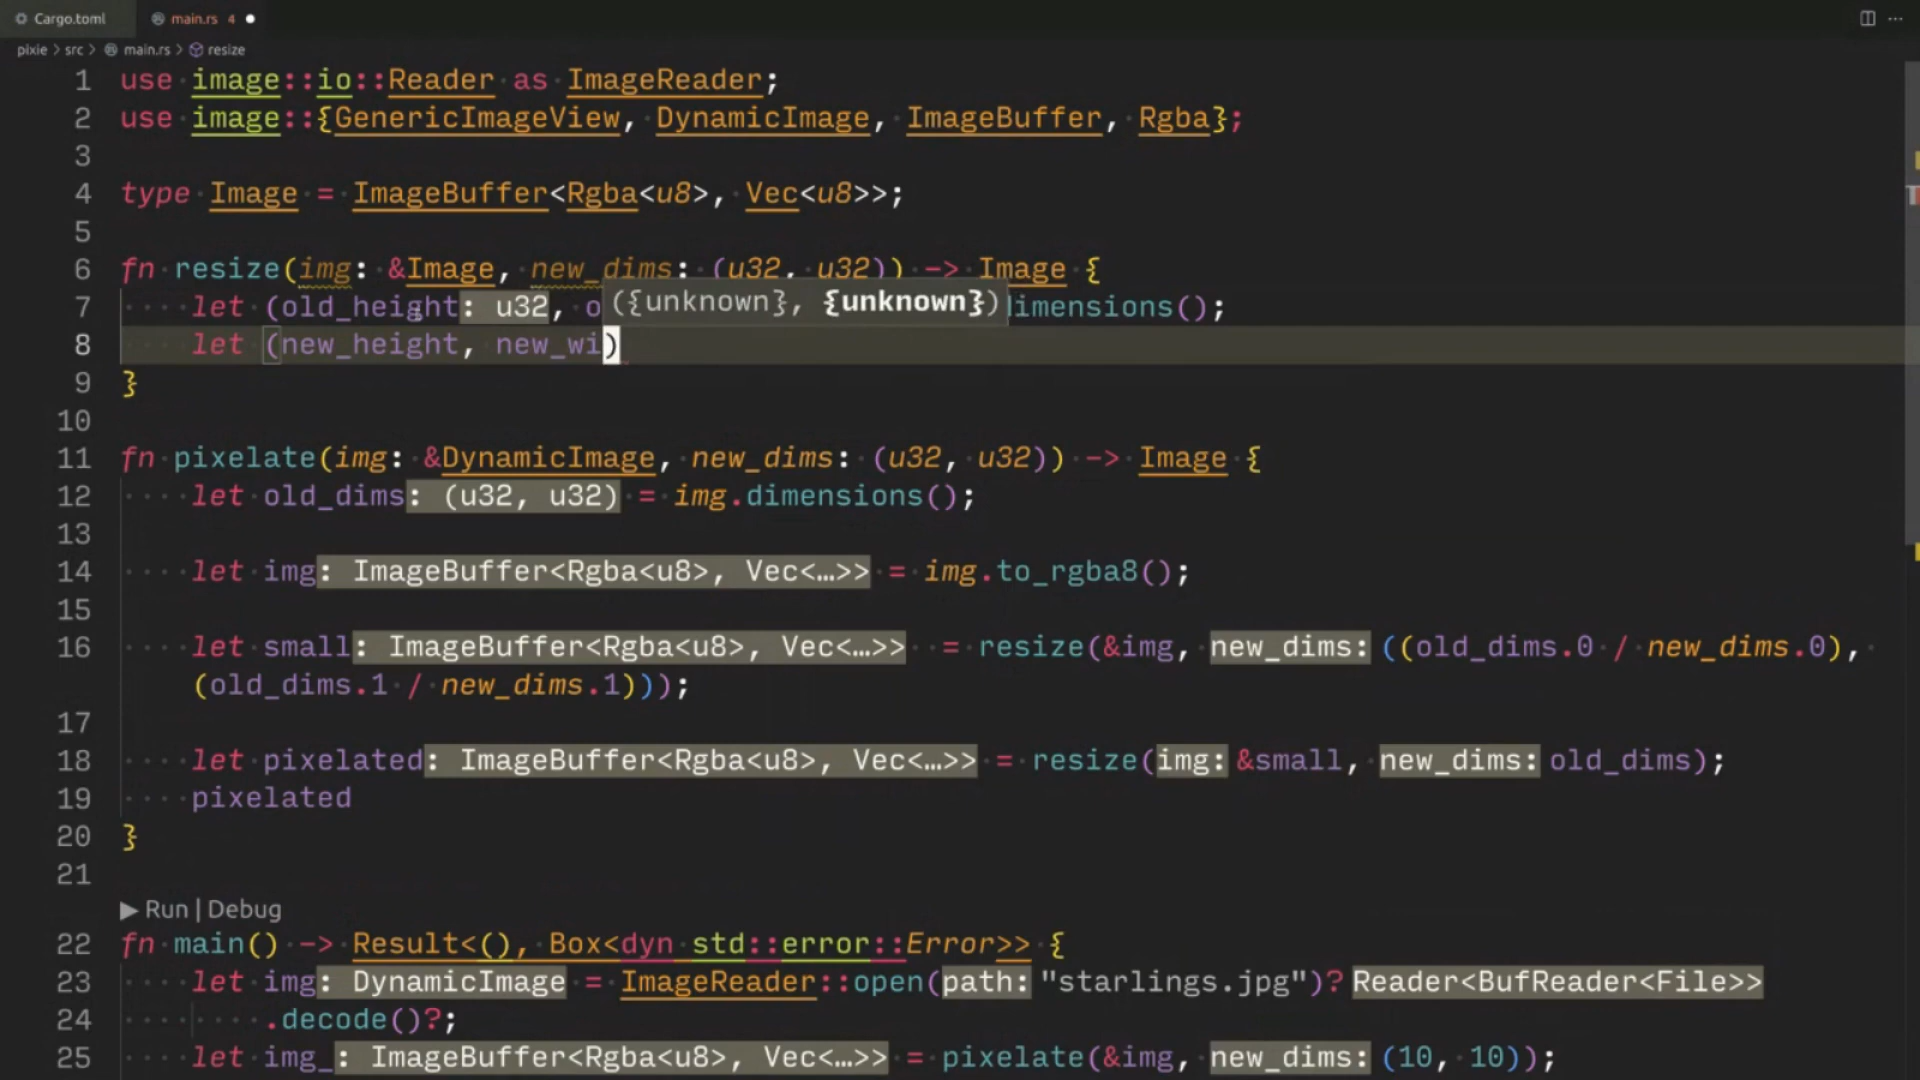 Cargo.toml main.rs 4
pixie > src > main.rs > resize
1 use image::io::Reader as ImageReader;
2 use image::{GenericImageView, DynamicImage, ImageBuffer, Rgba};
3
4 type Image = ImageBuffer<Rgba<u8>, Vec<u8>>;
5
6 fn resize(img: &Image, new_dims: (u32, u32)) -> Image {
7 let (old_height: u32, o ({unknown}, {unknown}) dimensions();
8 let (new_height, new_wi)
9 }
10
11 fn pixelate(img: &DynamicImage, new_dims: (u32, u32)) -> Image {
12 let old_dims: (u32, u32) = img.dimensions();
13
14 let img: ImageBuffer<Rgba<u8>, Vec<…>> = img.to_rgba8();
15
16 let small: ImageBuffer<Rgba<u8>, Vec<…>> = resize(&img, new_dims: ((old_dims.0 / new_dims.0),
(old_dims.1 / new_dims.1)));
17
18 let pixelated: ImageBuffer<Rgba<u8>, Vec<…>> = resize(img: &small, new_dims: old_dims);
19 pixelated
20 }
21
▶ Run | Debug
22 fn main() -> Result<(), Box<dyn std::error::Error>> {
23 let img: DynamicImage = ImageReader::open(path: "starlings.jpg")? Reader<BufReader<File>>
24 .decode()?;
25 let img_: ImageBuffer<Rgba<u8>, Vec<…>> = pixelate(&img, new_dims: (10, 10));